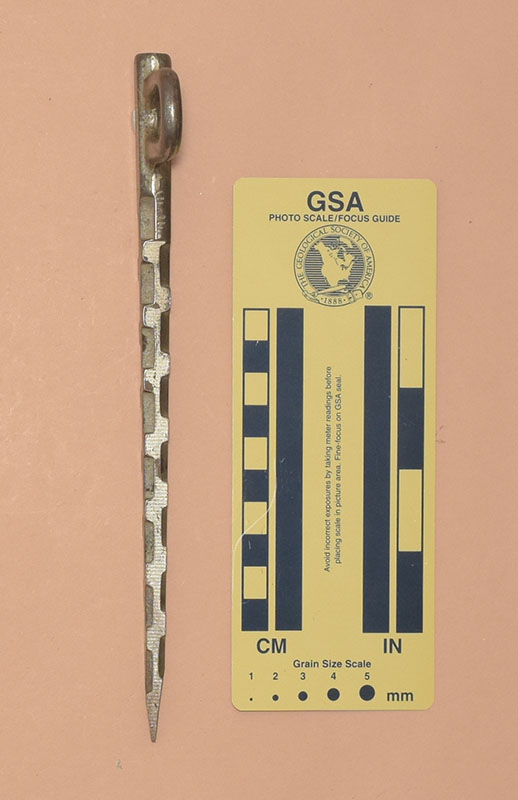 GSA
PHOTO SCALE/FOCUS GUIDE
THE GEOLOGICAL SOCIETY OF AMERICA
·1888·
®
Avoid incorrect exposures by taking meter readings before
placing scale in picture area. Fine-focus on GSA seal.
CM
IN
Grain Size Scale
1 2 3 4 5
mm